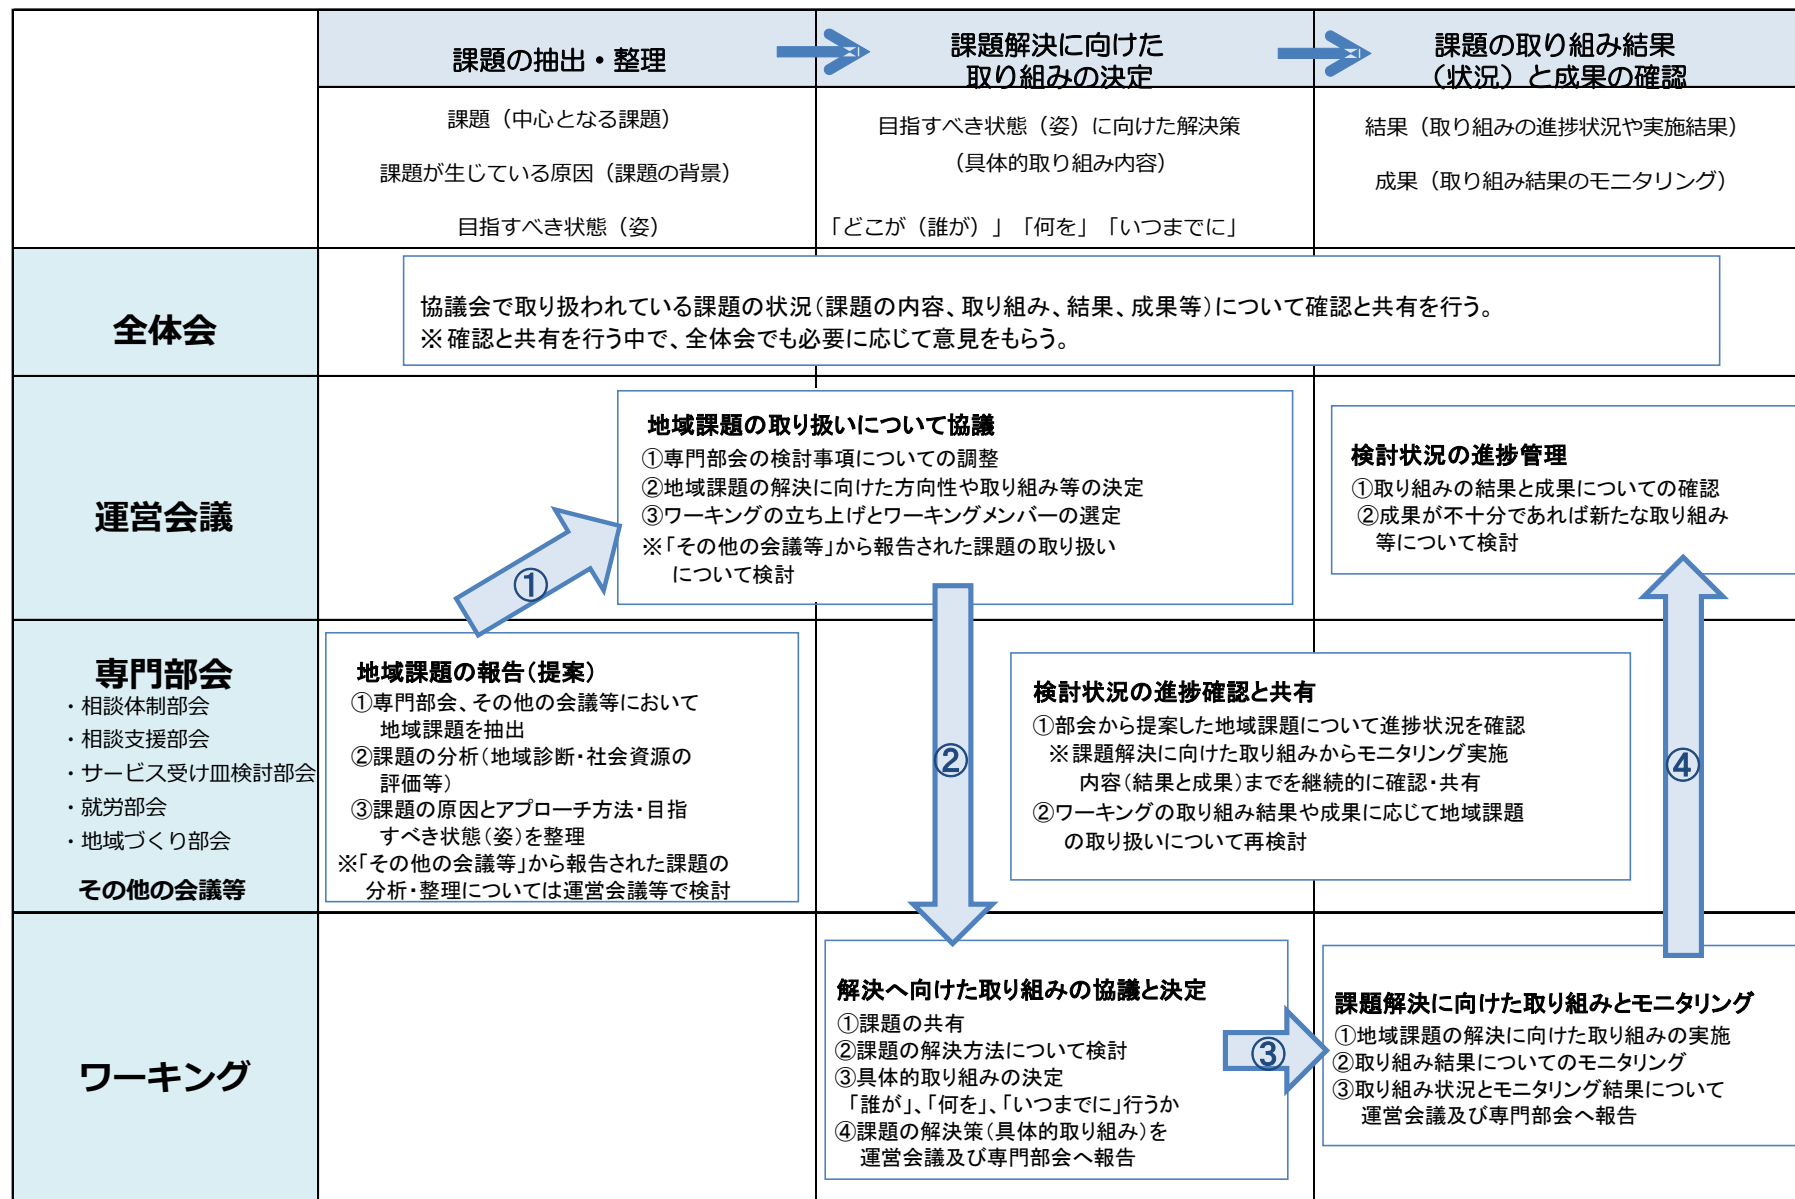 課題の抽出・整理
課題解決に向けた
取り組みの決定
課題の取り組み結果
（状況）と成果の確認
課題（中心となる課題）
課題が生じている原因（課題の背景）
目指すべき状態（姿）
目指すべき状態（姿）に向けた解決策
（具体的取り組み内容）
「どこが（誰が）」「何を」「いつまでに」
結果（取り組みの進捗状況や実施結果）
成果（取り組み結果のモニタリング）
全体会
協議会で取り扱われている課題の状況（課題の内容、取り組み、結果、成果等）について確認と共有を行う。
※確認と共有を行う中で、全体会でも必要に応じて意見をもらう。
運営会議
地域課題の取り扱いについて協議
①専門部会の検討事項についての調整
②地域課題の解決に向けた方向性や取り組み等の決定
③ワーキングの立ち上げとワーキングメンバーの選定
※「その他の会議等」から報告された課題の取り扱い
について検討
検討状況の進捗管理
①取り組みの結果と成果についての確認
②成果が不十分であれば新たな取り組み
等について検討
①
専門部会
・相談体制部会
・相談支援部会
・サービス受け皿検討部会
・就労部会
・地域づくり部会
その他の会議等
地域課題の報告（提案）
①専門部会、その他の会議等において
地域課題を抽出
②課題の分析（地域診断・社会資源の
評価等）
③課題の原因とアプローチ方法・目指
すべき状態（姿）を整理
※「その他の会議等」から報告された課題の
分析・整理については運営会議等で検討
②
検討状況の進捗確認と共有
①部会から提案した地域課題について進捗状況を確認
※課題解決に向けた取り組みからモニタリング実施
内容（結果と成果）までを継続的に確認・共有
②ワーキングの取り組み結果や成果に応じて地域課題
の取り扱いについて再検討
④
ワーキング
解決へ向けた取り組みの協議と決定
①課題の共有
②課題の解決方法について検討
③具体的取り組みの決定
「誰が」、「何を」、「いつまでに」行うか
④課題の解決策（具体的取り組み）を
運営会議及び専門部会へ報告
③
課題解決に向けた取り組みとモニタリング
①地域課題の解決に向けた取り組みの実施
②取り組み結果についてのモニタリング
③取り組み状況とモニタリング結果について
運営会議及び専門部会へ報告